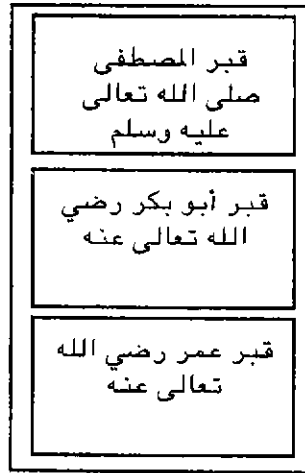 قبر المصطفى
صلى الله تعالى
عليه وسلم
قبر أبو بكر رضي
الله تعالى عنه
قبر عمر رضي الله
تعالى عنه